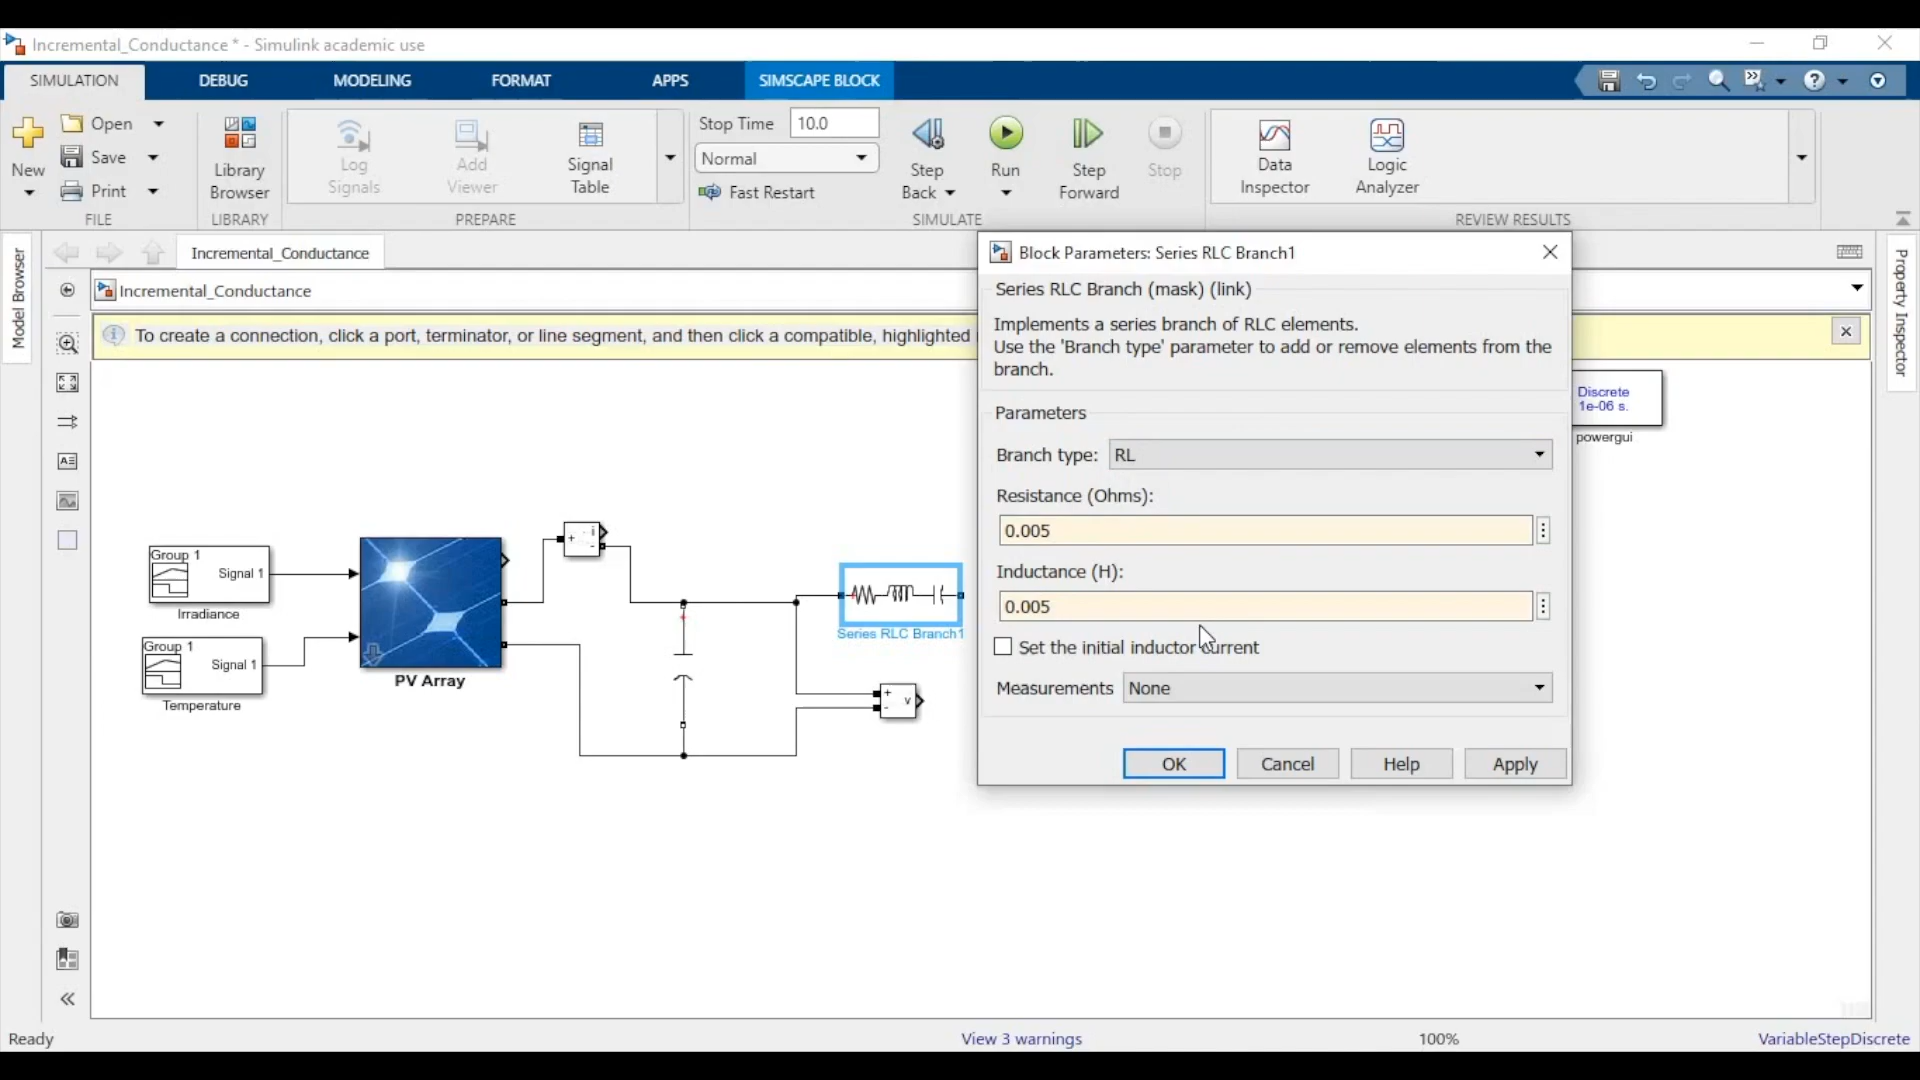 Incremental_Conductance * - Simulink academic use
SIMULATION
DEBUG
MODELING
FORMAT
APPS
SIMSCAPE BLOCK
New
Open
Save
Print
FILE
Library
Browser
LIBRARY
Log
Signals
Add
Viewer
Signal
Table
PREPARE
Stop Time 10.0
Normal
Fast Restart
Step
Back
Run
Step
Forward
Stop
SIMULATE
Data
Inspector
Logic
Analyzer
REVIEW RESULTS
Model Browser
Incremental_Conductance
Incremental_Conductance
Property Inspector
To create a connection, click a port, terminator, or line segment, and then click a compatible, highlighted
Block Parameters: Series RLC Branch1
Series RLC Branch (mask) (link)
Implements a series branch of RLC elements.
Use the 'Branch type' parameter to add or remove elements from the
branch.
Parameters
Branch type: RL
Resistance (Ohms):
0.005
Inductance (H):
0.005
Set the initial inductor current
Measurements None
OK
Cancel
Help
Apply
Discrete
1e-06 s.
powergui
Group 1
Signal 1
Irradiance
Group 1
Signal 1
Temperature
PV Array
+ i
-
Series RLC Branch1
+ v
-
Ready
View 3 warnings
100%
VariableStepDiscrete